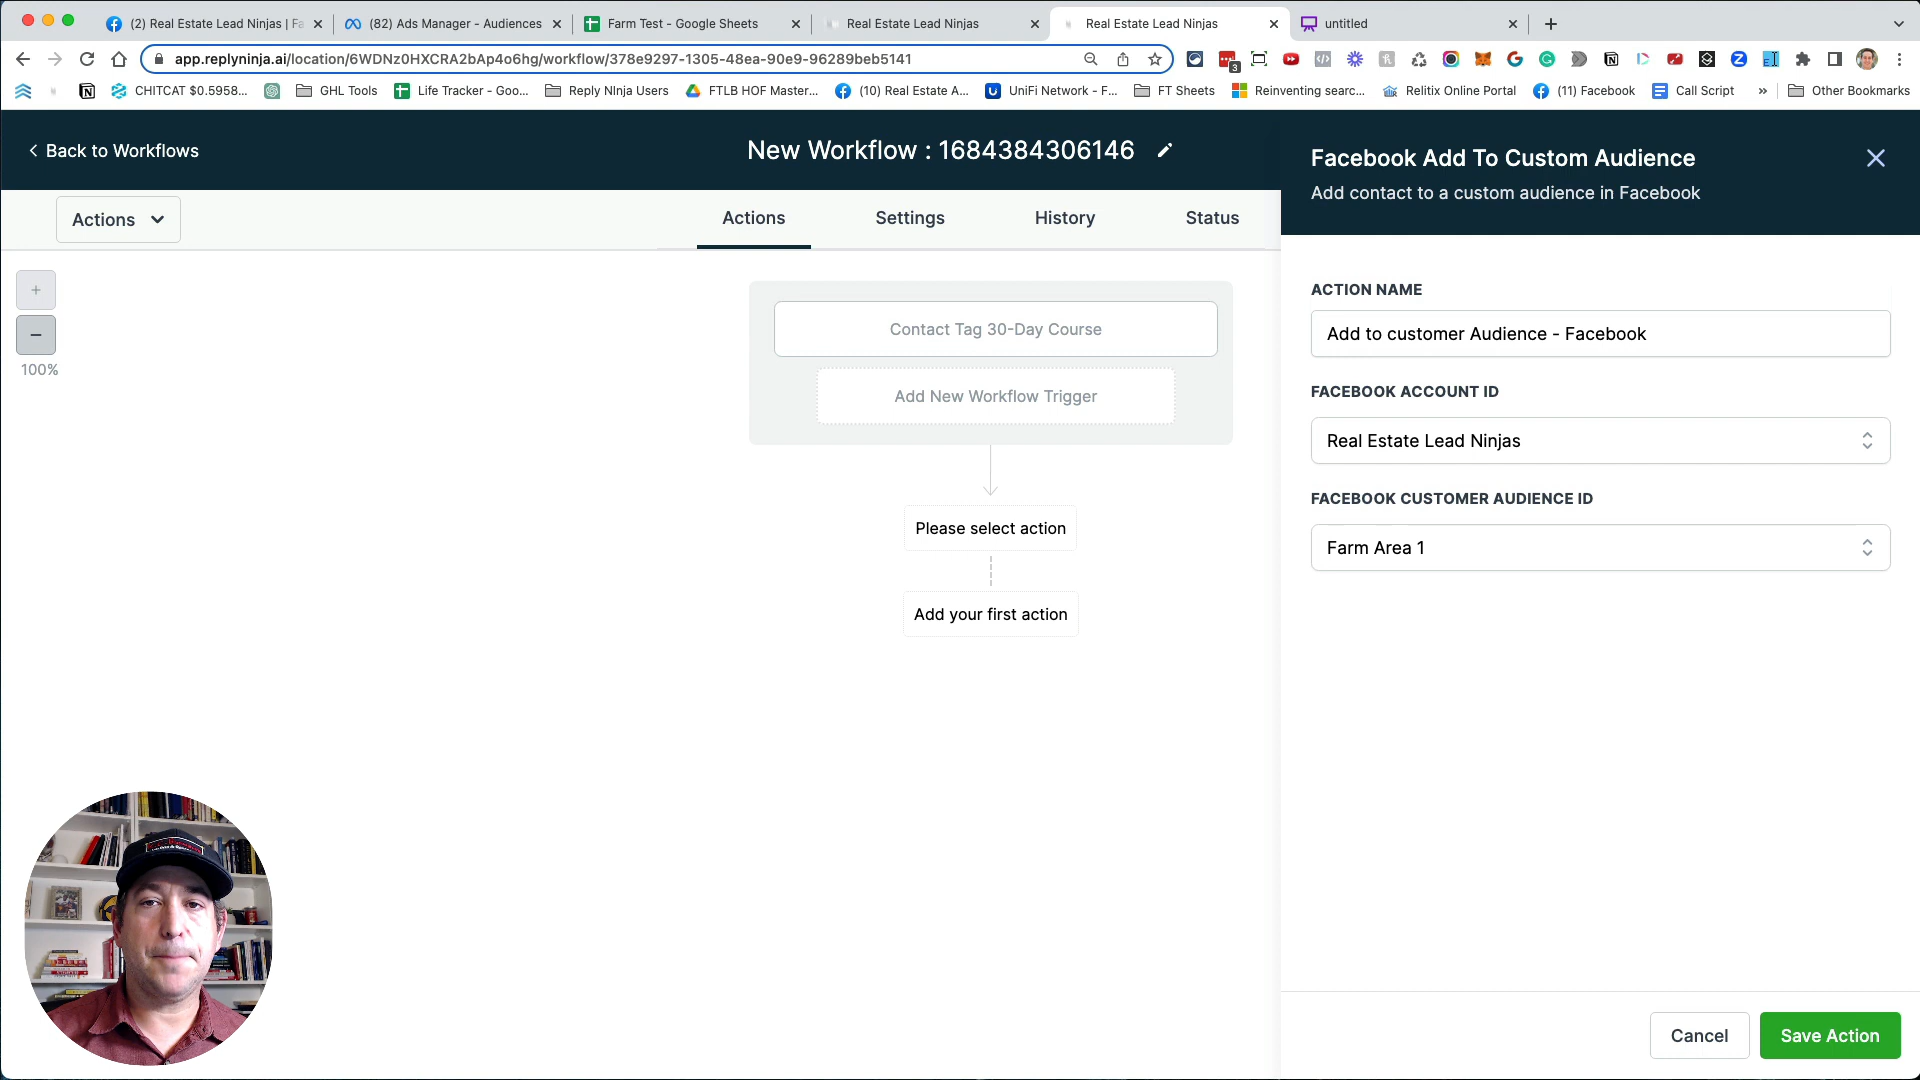 (2) Real Estate Lead Ninjas | Fa
(82) Ads Manager - Audiences
Farm Test - Google Sheets
Real Estate Lead Ninjas
Real Estate Lead Ninjas
untitled
app.replyninja.ai/location/6WDNz0HXCRA2bAp4o6hg/workflow/378e9297-1305-48ea-90e9-96289beb5141
3
CHITCAT $0.5958...
GHL Tools
Life Tracker - Goo...
Reply NInja Users
FTLB HOF Master...
(10) Real Estate A...
UniFi Network - F...
FT Sheets
Reinventing searc...
Relitix Online Portal
(11) Facebook
Call Script
»
Other Bookmarks
Back to Workflows
New Workflow : 1684384306146
Actions
Actions
Settings
History
Status
+
−
100%
Contact Tag 30-Day Course
Add New Workflow Trigger
Please select action
Add your first action
Facebook Add To Custom Audience
Add contact to a custom audience in Facebook
ACTION NAME
Add to customer Audience - Facebook
FACEBOOK ACCOUNT ID
Real Estate Lead Ninjas
FACEBOOK CUSTOMER AUDIENCE ID
Farm Area 1
Cancel
Save Action